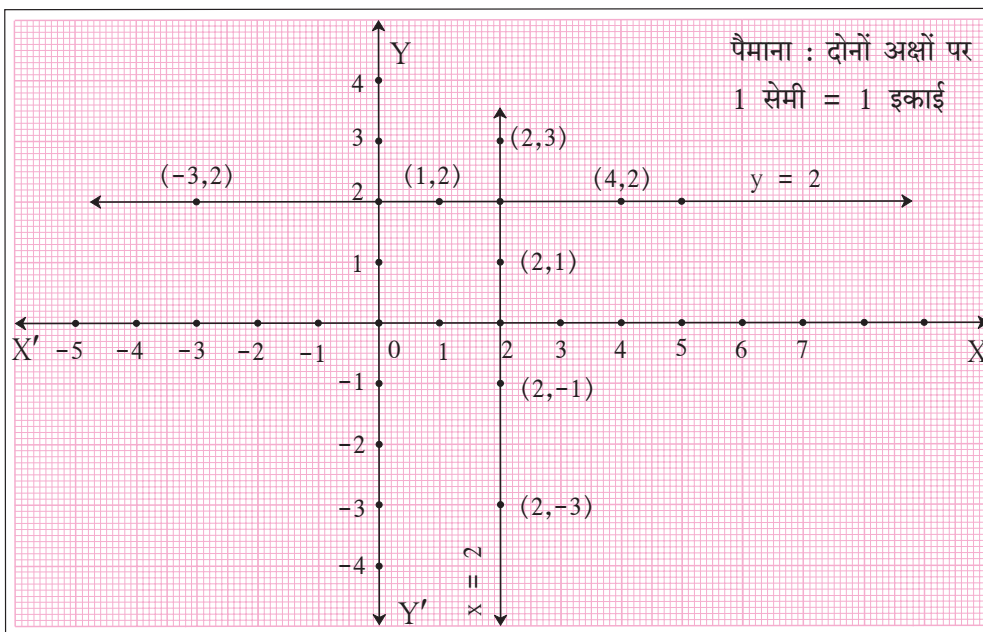 Y
पैमाना : दोनों अक्षों पर
1 सेमी = 1 इकाई
4
3
(2,3)
(-3,2)
(1,2)
(4,2)
y = 2
2
1
(2,1)
X′ -5 -4 -3 -2 -1 0 1 2 3 4 5 6 7 X
-1
(2,-1)
-2
-3
(2,-3)
-4
x = 2
Y′